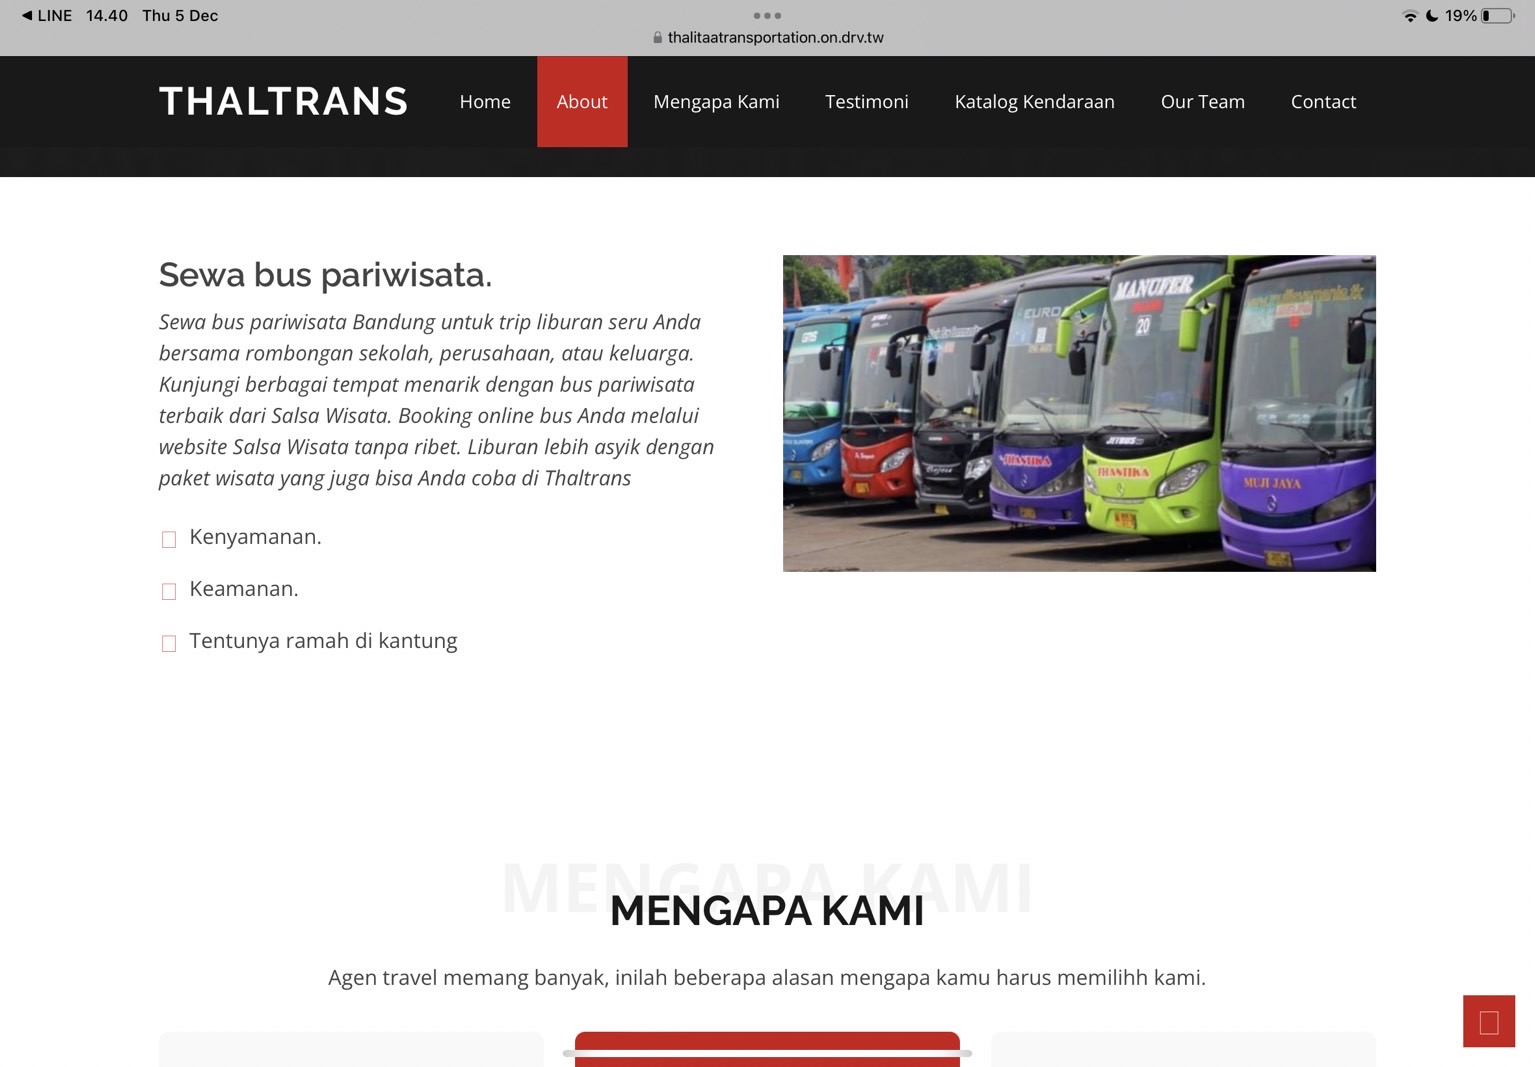 LINE 14.40 Thu 5 Dec
19%
thalitaatransportation.on.drv.tw
THALTRANS Home About Mengapa Kami Testimoni Katalog Kendaraan Our Team Contact
Sewa bus pariwisata.
Sewa bus pariwisata Bandung untuk trip liburan seru Anda
bersama rombongan sekolah, perusahaan, atau keluarga.
Kunjungi berbagai tempat menarik dengan bus pariwisata
terbaik dari Salsa Wisata. Booking online bus Anda melalui
website Salsa Wisata tanpa ribet. Liburan lebih asyik dengan
paket wisata yang juga bisa Anda coba di Thaltrans
Kenyamanan.
Keamanan.
Tentunya ramah di kantung
GMS
EURO
MANUFER
20
JETBUS
SHANTIKA
SHANTIKA
MUJI JAYA
MENGAPA KAMI
MENGAPA KAMI
Agen travel memang banyak, inilah beberapa alasan mengapa kamu harus memilihh kami.